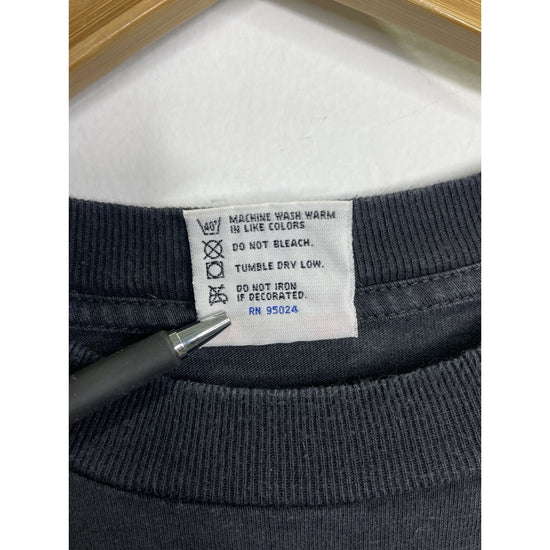 40°
MACHINE WASH WARM
IN LIKE COLORS
DO NOT BLEACH.
TUMBLE DRY LOW.
DO NOT IRON
IF DECORATED.
RN 95024